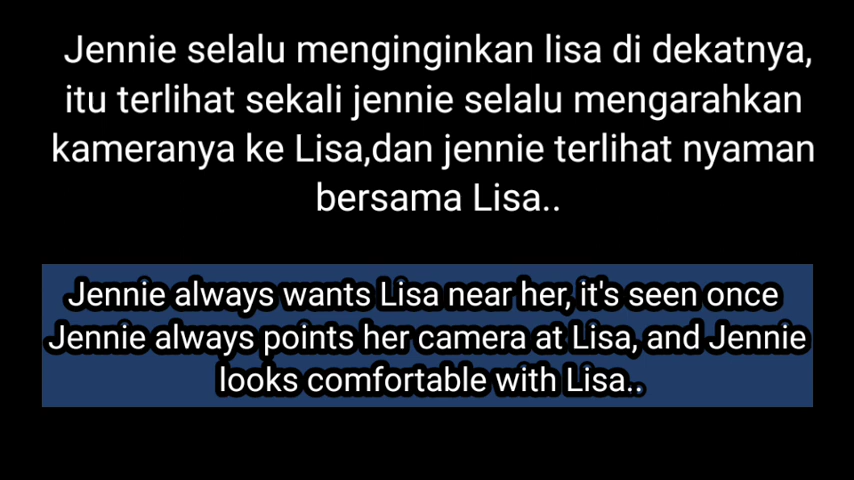 Jennie selalu menginginkan lisa di dekatnya,
itu terlihat sekali jennie selalu mengarahkan
kameranya ke Lisa,dan jennie terlihat nyaman
bersama Lisa..
Jennie always wants Lisa near her, it's seen once
Jennie always points her camera at Lisa, and Jennie
looks comfortable with Lisa..